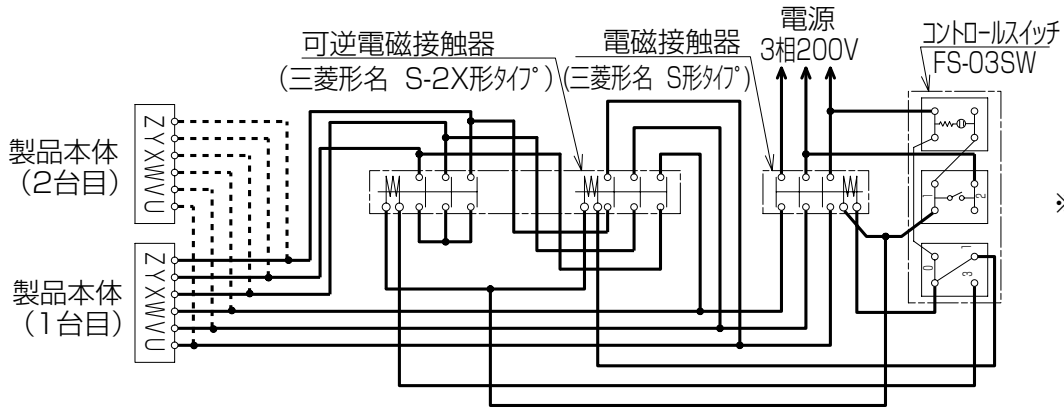 可逆電磁接触器
(三菱形名 S-2X形ﾀｲﾌﾟ)
電磁接触器
(三菱形名 S形ﾀｲﾌﾟ)
電源
3相200V
ｺﾝﾄﾛｰﾙｽｲｯﾁ
FS-03SW
製品本体
(2台目)
Z
Y
X
W
V
U
製品本体
(1台目)
Z
Y
X
W
V
U
1
2
0
1
3
※